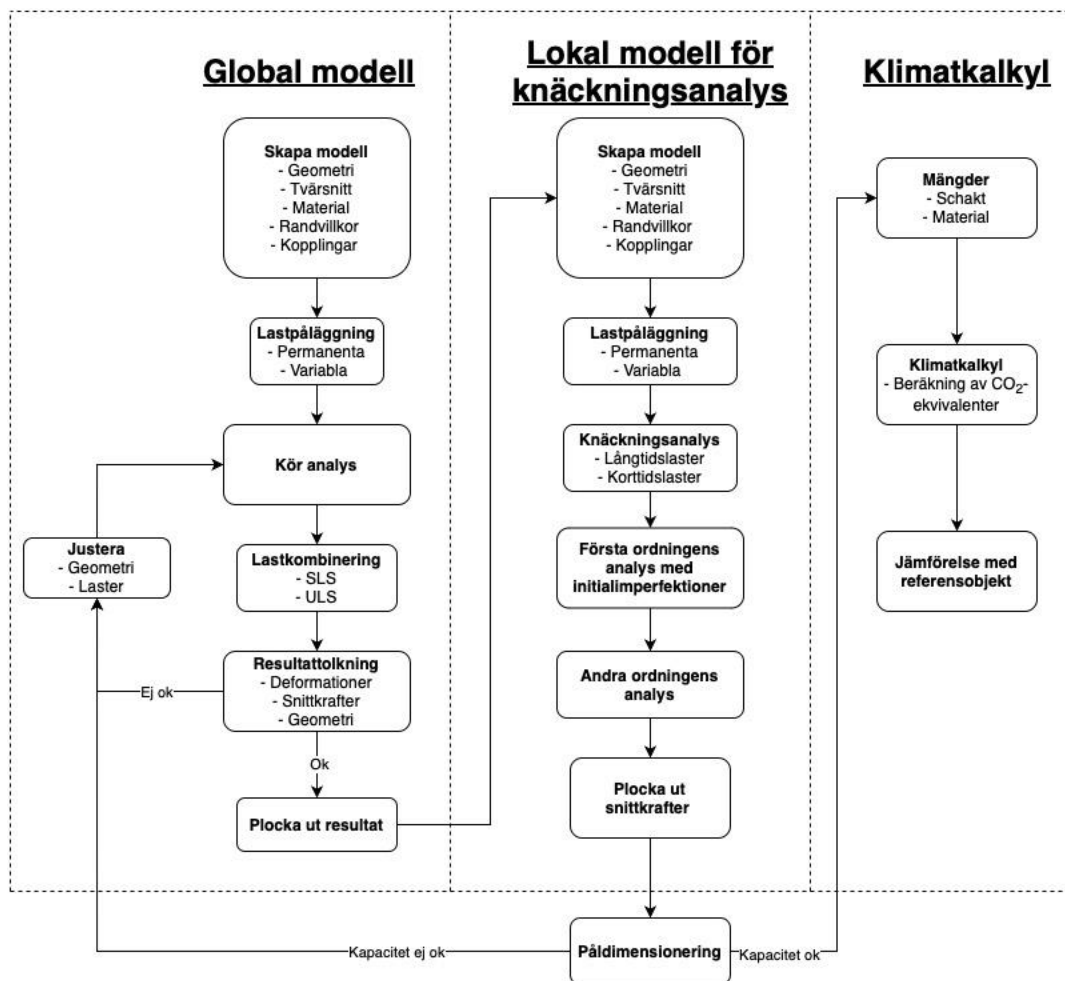 Global modell
Skapa modell
- Geometri
- Tvärsnitt
- Material
- Randvillkor
- Kopplingar
Lastpåläggning
- Permanenta
- Variabla
Kör analys
Justera
- Geometri
- Laster
Lastkombinering
- SLS
- ULS
Resultattolkning
- Deformationer
- Snittkrafter
- Geometri
Ej ok
Ok
Plocka ut resultat
Lokal modell för
knäckningsanalys
Skapa modell
- Geometri
- Tvärsnitt
- Material
- Randvillkor
- Kopplingar
Lastpåläggning
- Permanenta
- Variabla
Knäckningsanalys
- Långtidslaster
- Korttidslaster
Första ordningens
analys med
initialimperfektioner
Andra ordningens
analys
Plocka ut
snittkrafter
Påldimensionering
Kapacitet ej ok
Kapacitet ok
Klimatkalkyl
Mängder
- Schakt
- Material
Klimatkalkyl
- Beräkning av CO₂-
ekvivalenter
Jämförelse med
referensobjekt